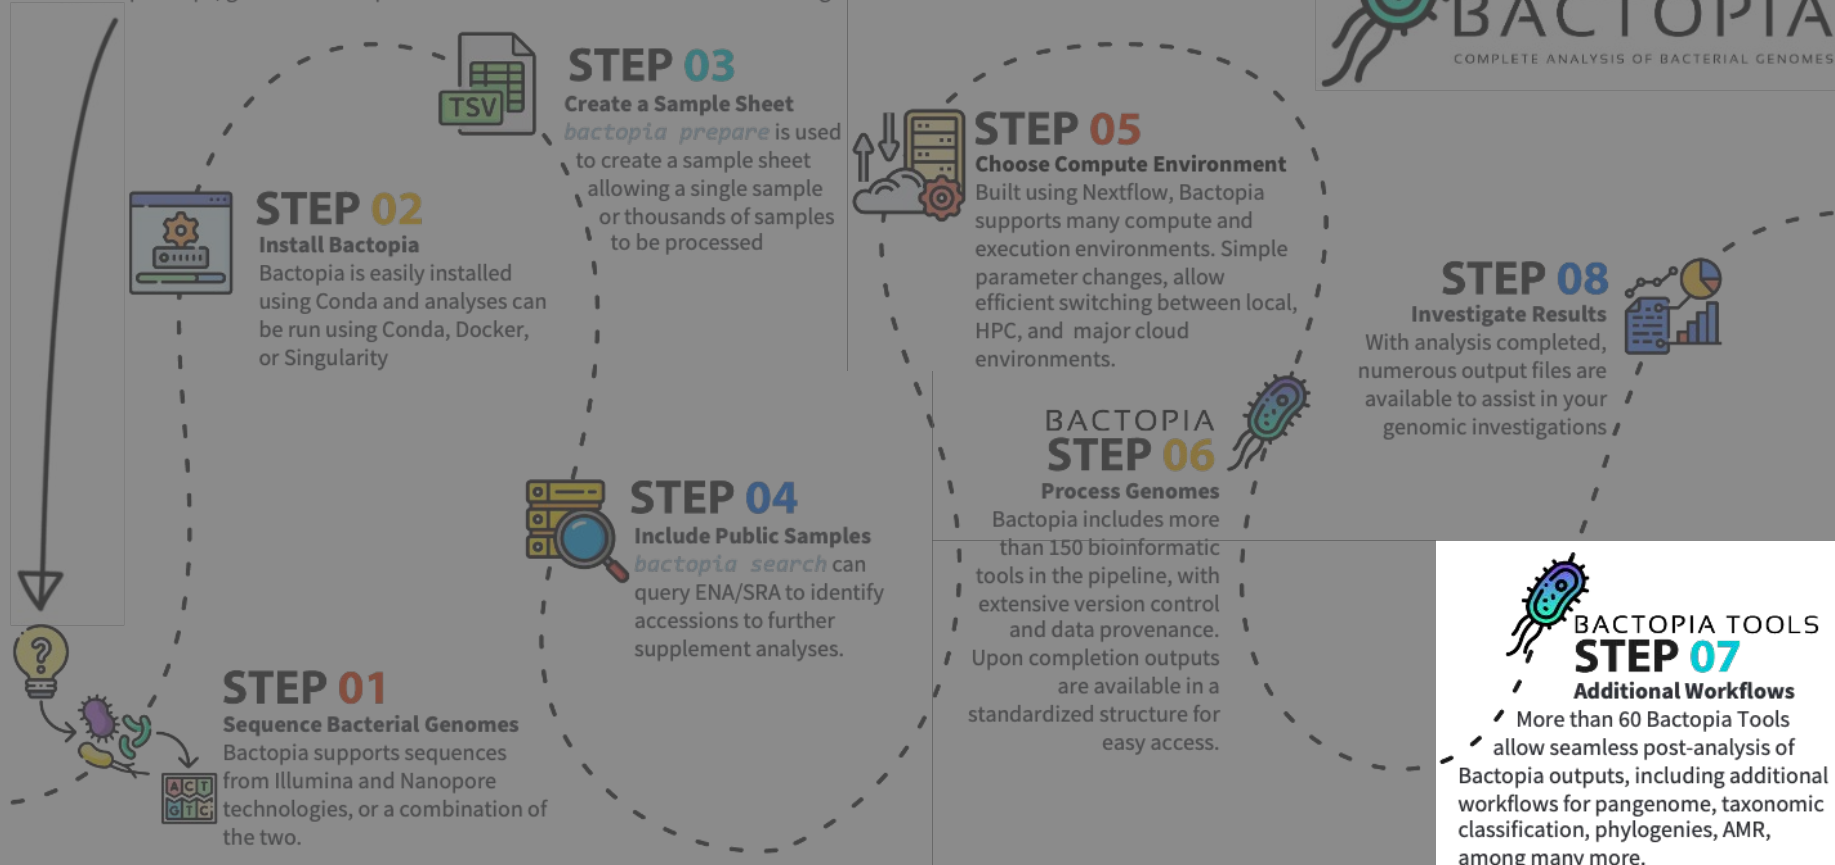 BACTOPIA
COMPLETE ANALYSIS OF BACTERIAL GENOMES
STEP 01
Sequence Bacterial Genomes
Bactopia supports sequences
from Illumina and Nanopore
technologies, or a combination of
the two.
?
ACT
GTC
STEP 02
Install Bactopia
Bactopia is easily installed
using Conda and analyses can
be run using Conda, Docker,
or Singularity
TSV
STEP 03
Create a Sample Sheet
bactopia prepare is used
to create a sample sheet
allowing a single sample
or thousands of samples
to be processed
STEP 04
Include Public Samples
bactopia search can
query ENA/SRA to identify
accessions to further
supplement analyses.
STEP 05
Choose Compute Environment
Built using Nextflow, Bactopia
supports many compute and
execution environments. Simple
parameter changes, allow
efficient switching between local,
HPC, and major cloud
environments.
BACTOPIA
STEP 06
Process Genomes
Bactopia includes more
than 150 bioinformatic
tools in the pipeline, with
extensive version control
and data provenance.
Upon completion outputs
are available in a
standardized structure for
easy access.
BACTOPIA TOOLS
STEP 07
Additional Workflows
More than 60 Bactopia Tools
allow seamless post-analysis of
Bactopia outputs, including additional
workflows for pangenome, taxonomic
classification, phylogenies, AMR,
among many more.
STEP 08
Investigate Results
With analysis completed,
numerous output files are
available to assist in your
genomic investigations